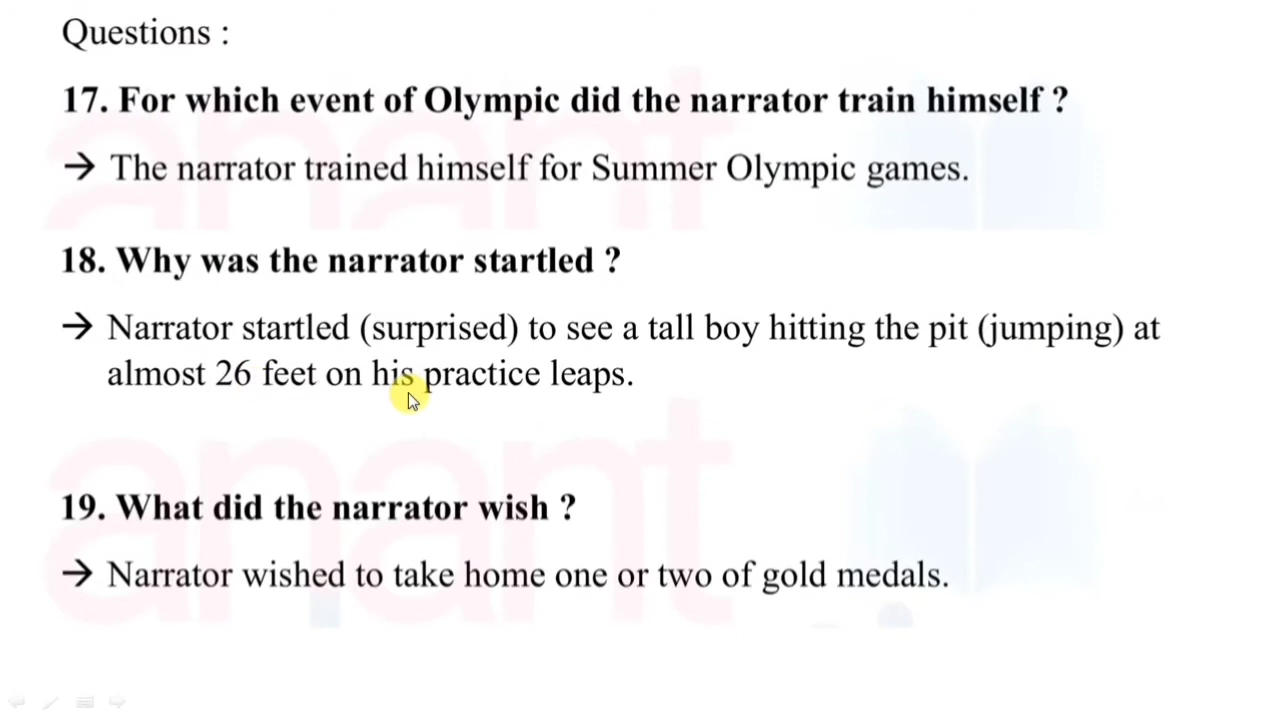 Questions :
17. For which event of Olympic did the narrator train himself ?
→ The narrator trained himself for Summer Olympic games.
18. Why was the narrator startled ?
→ Narrator startled (surprised) to see a tall boy hitting the pit (jumping) at
almost 26 feet on his practice leaps.
19. What did the narrator wish ?
→ Narrator wished to take home one or two of gold medals.
anant
anant